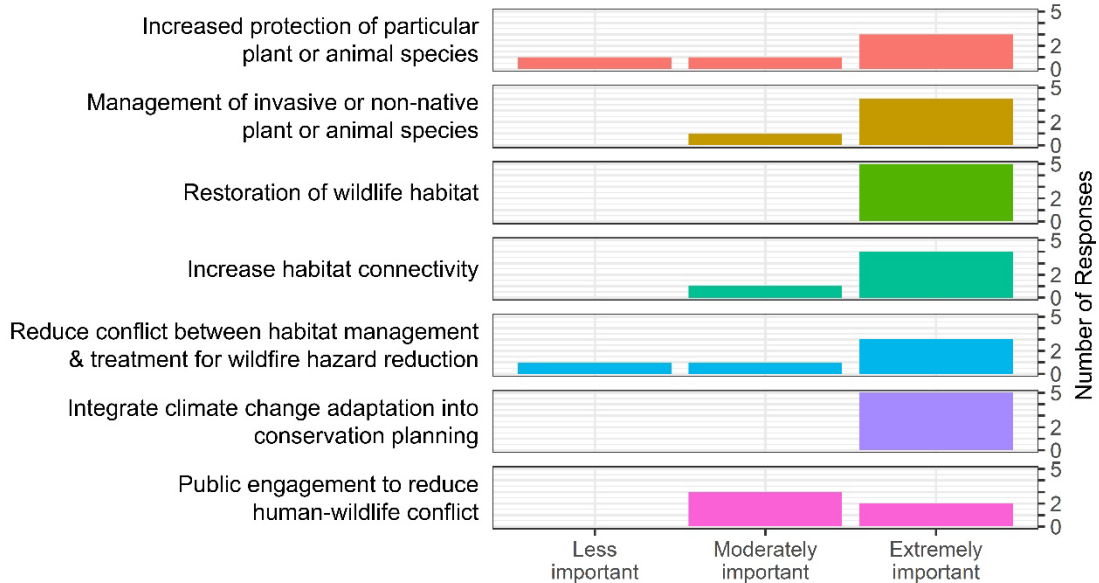 Increased protection of particular
plant or animal species
5
2
0
Management of invasive or non-native
plant or animal species
5
2
0
Restoration of wildlife habitat
5
2
0
Increase habitat connectivity
5
2
0
Reduce conflict between habitat management
& treatment for wildfire hazard reduction
5
2
0
Integrate climate change adaptation into
conservation planning
5
2
0
Public engagement to reduce
human-wildlife conflict
5
2
0
Number of Responses
Less
important
Moderately
important
Extremely
important